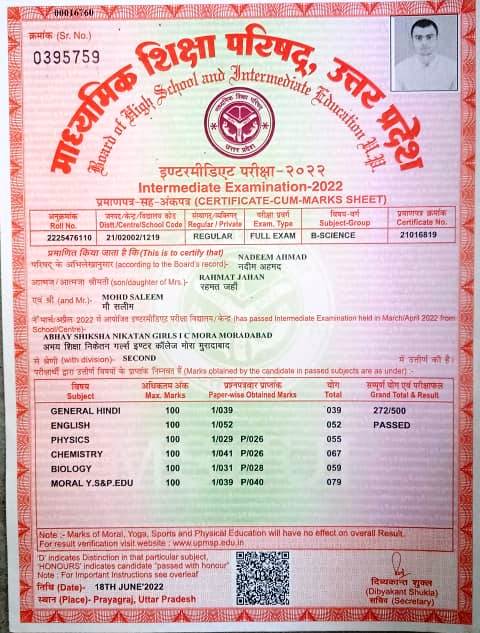 00016760
क्रमांक (Sr. No.)
0395759
माध्यमिक शिक्षा परिषद्, उत्तर प्रदेश
Board of High School and Intermediate Education U.P.
माध्यमिक शिक्षा परिषद्
उत्तर प्रदेश
इण्टरमीडिएट परीक्षा-२०२२
Intermediate Examination-2022
प्रमाणपत्र-सह-अंकपत्र (CERTIFICATE-CUM-MARKS SHEET)
अनुक्रमांक जनपद/केन्द्र/विद्यालय कोड संस्थागत/व्यक्तिगत परीक्षा प्रकार विषय-वर्ग प्रमाणपत्र क्रमांक
Roll No. Distt/Centre/School Code Regular / Private Exam. Type Subject-Group Certificate No.
2225476110 21/02002/1219 REGULAR FULL EXAM B-SCIENCE 21016819
प्रमाणित किया जाता है कि (This is to certify that)
NADEEM AHMAD
परिषद् के अभिलेखानुसार (according to the Board's record)- नदीम अहमद
RAHMAT JAHAN
आत्मज/आत्मजा श्रीमती (son/daughter of Mrs.)- रहमत जहाँ
MOHD SALEEM
एवं श्री (and Mr.)- मौ सलीम
ने मार्च/अप्रैल 2022 में आयोजित इण्टरमीडिएट परीक्षा विद्यालय/केन्द्र (has passed Intermediate Examination held in March/April 2022 from
School/Centre)-
ABHAY SHIKSHA NIKATAN GIRLS I C MORA MORADABAD
अभय शिक्षा निकेतन गर्ल्स इण्टर कॉलेज मोरा मुरादाबाद
से श्रेणी (with division)- SECOND में उत्तीर्ण की है।
परीक्षार्थी द्वारा उत्तीर्ण विषयों के प्राप्तांक निम्नवत हैं (Marks obtained by the candidate in passed subjects are as under) :-
विषय अधिकतम अंक प्रश्नपत्रवार प्राप्तांक योग सम्पूर्ण योग एवं परीक्षाफल
Subject Max. Marks Paper-wise Obtained Marks Total Grand Total & Result
GENERAL HINDI 100 1/039 039 272/500
ENGLISH 100 1/052 052 PASSED
PHYSICS 100 1/029 P/026 055
CHEMISTRY 100 1/041 P/026 067
BIOLOGY 100 1/031 P/028 059
MORAL Y.S&P.EDU 100 1/039 P/040 079
Note :- Marks of Moral, Yoga, Sports and Physical Education will have no effect on overall Result.
For result verification visit website : www.upmsp.edu.in
'D' indicates Distinction in that particular subject,
'HONOURS' indicates candidate "passed with honour"
Note : For Important Instructions see overleaf
तिथि (Date)- 18TH JUNE'2022
स्थान (Place)- Prayagraj, Uttar Pradesh
दिव्यकान्त शुक्ल
(Dibyakant Shukla)
सचिव (Secretary)